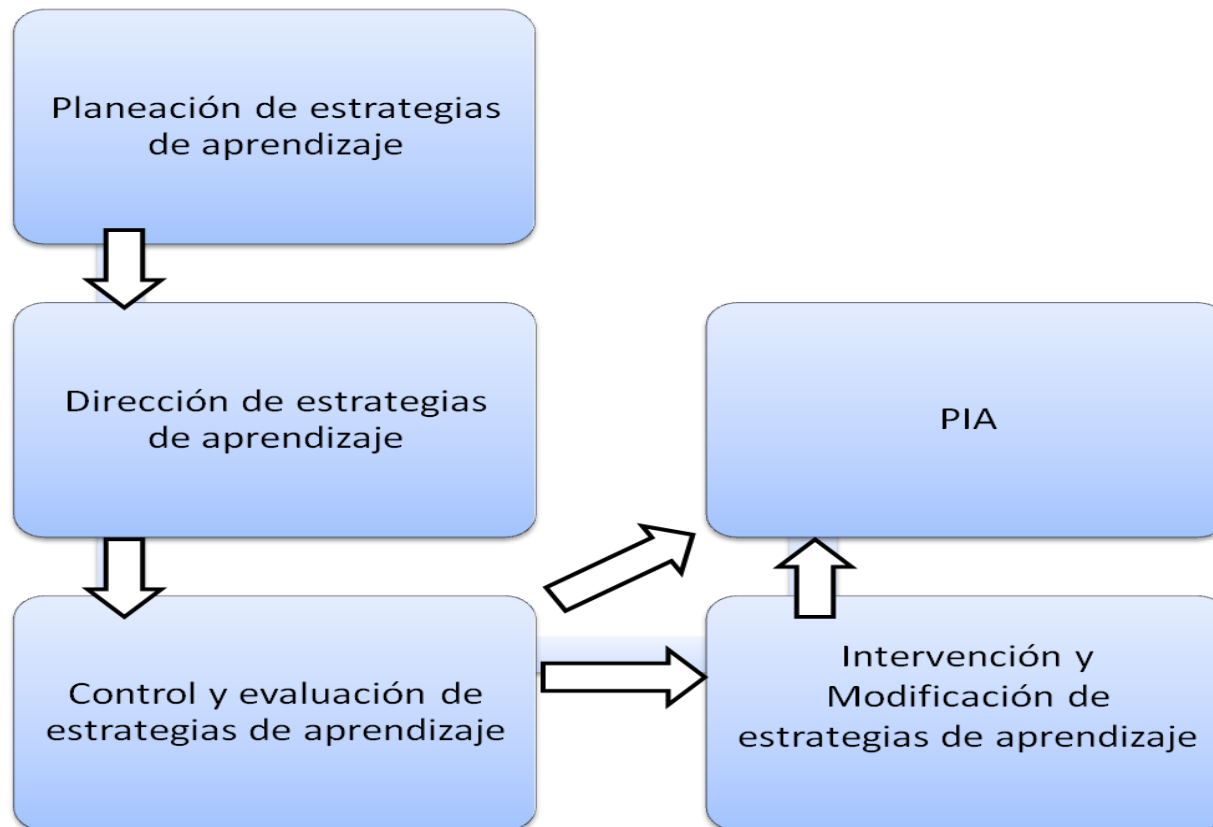 Planeación de estrategias
de aprendizaje
Dirección de estrategias
de aprendizaje
Control y evaluación de
estrategias de aprendizaje
Intervención y
Modificación de
estrategias de aprendizaje
PIA